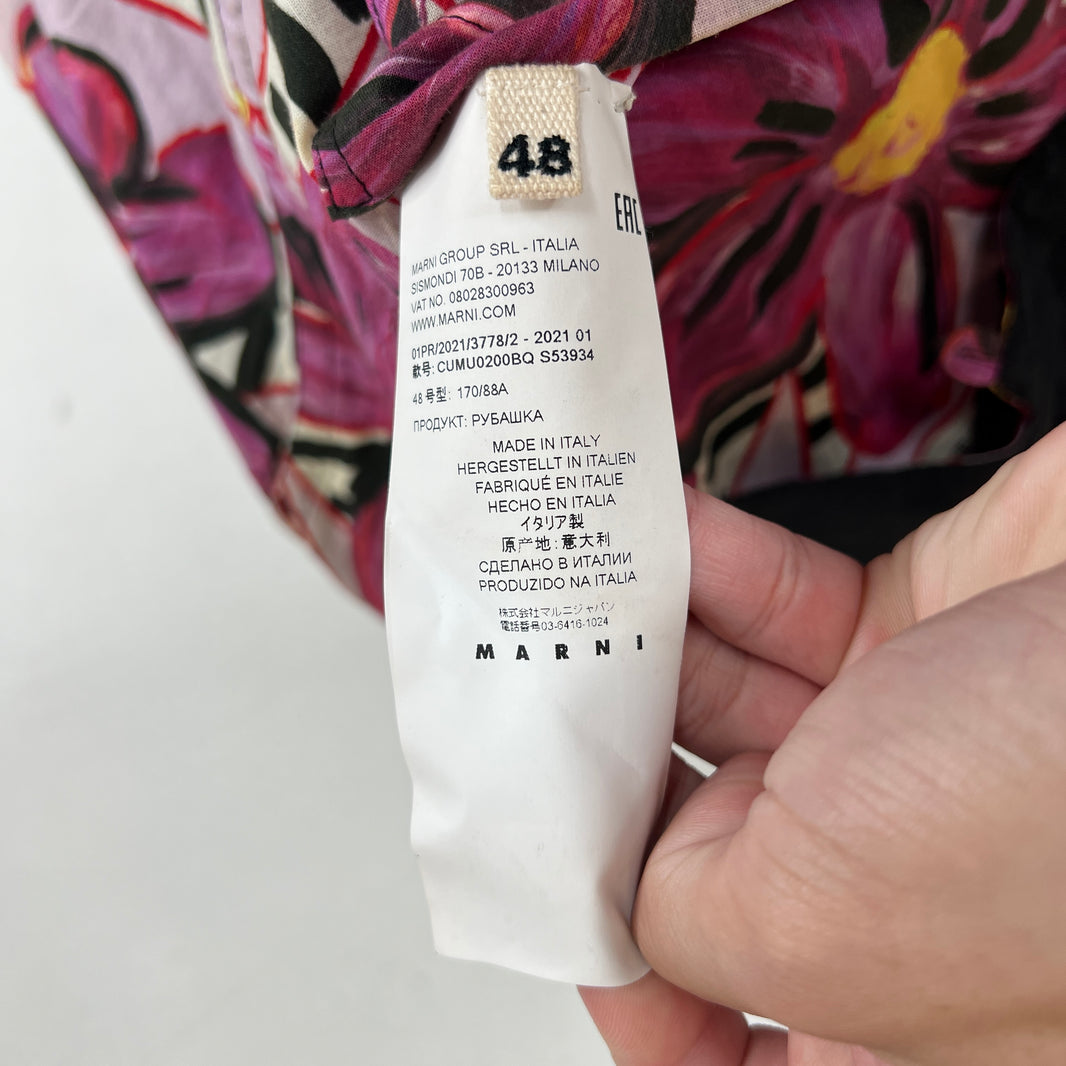 48
EAC
MARNI GROUP SRL - ITALIA
SISMONDI 70B - 20133 MILANO
VAT NO. 08028300963
WWW.MARNI.COM
01PR/2021/3778/2 - 2021 01
款号: CUMU0200BQ S53934
48 号型: 170/88A
ПРОДУКТ: РУБАШКА
MADE IN ITALY
HERGESTELLT IN ITALIEN
FABRIQUÉ EN ITALIE
HECHO EN ITALIA
イタリア製
原产地: 意大利
СДЕЛАНО В ИТАЛИИ
PRODUZIDO NA ITALIA
株式会社マルニジャパン
電話番号03-6416-1024
MARNI